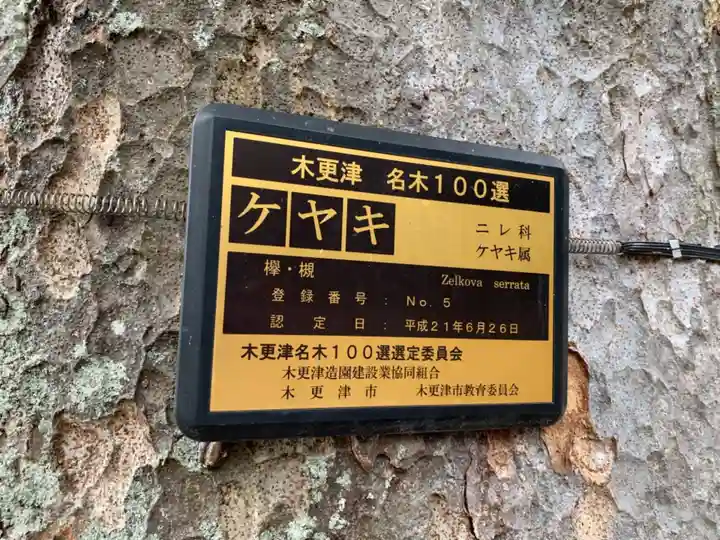 木更津 名木100選
ケヤキ
ニレ科
ケヤキ属
欅・槻 Zelkova serrata
登録番号 : No.5
認定日 : 平成21年6月26日
木更津名木100選選定委員会
木更津造園建設業協同組合
木更津市 木更津市教育委員会